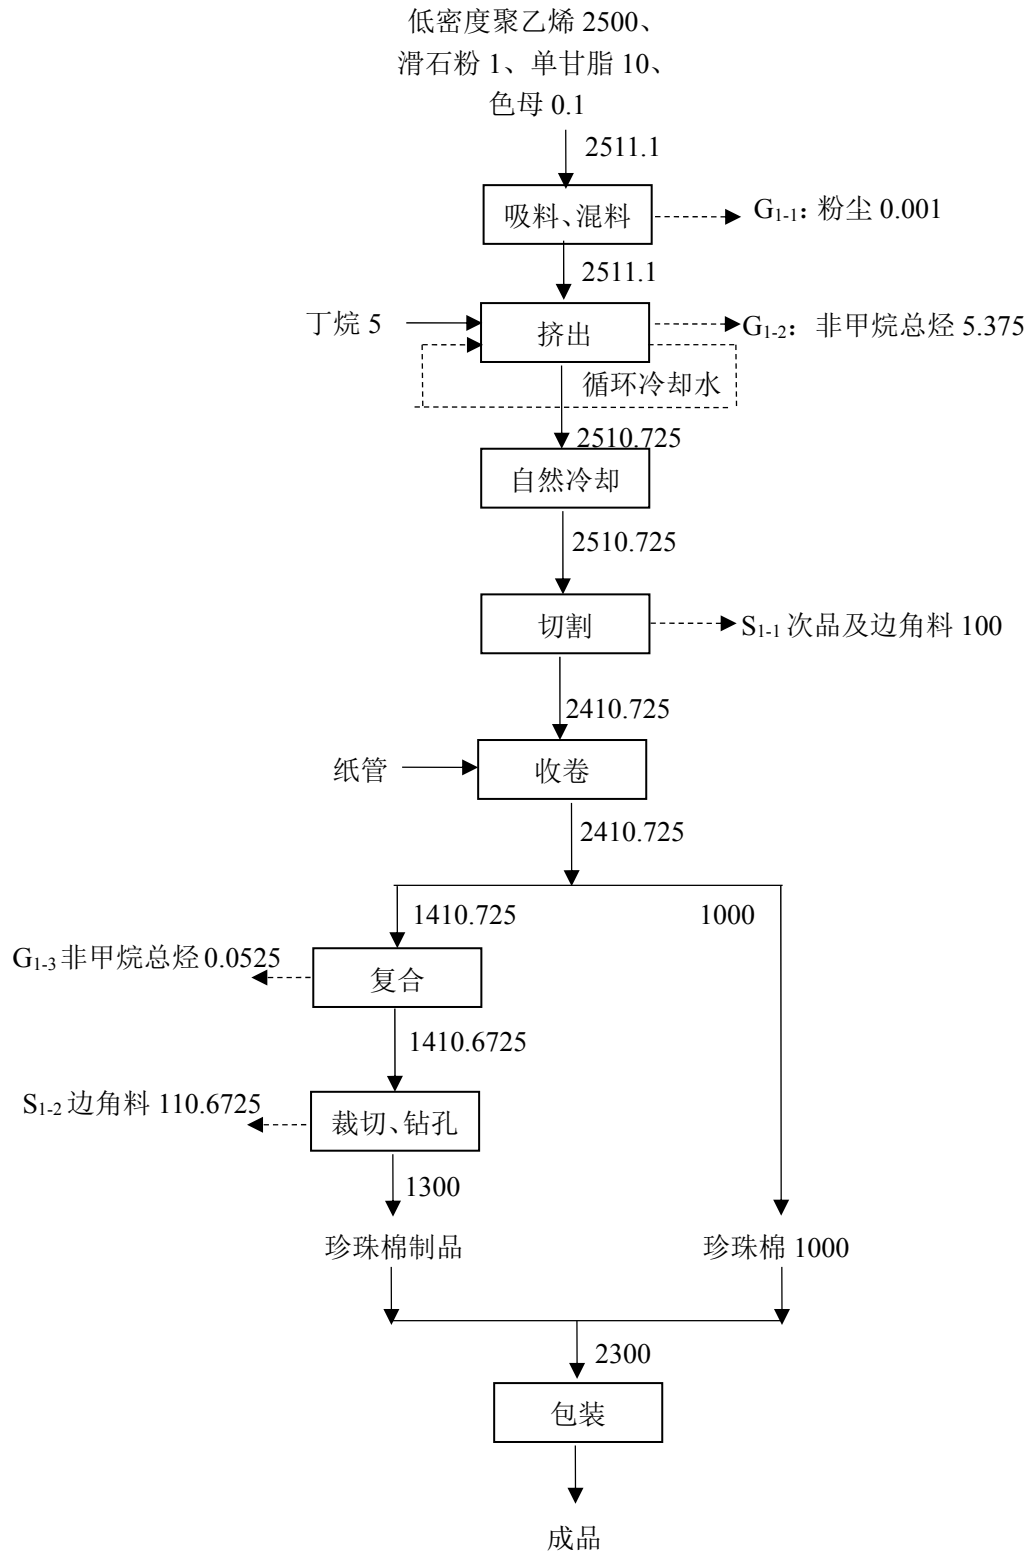 低密度聚乙烯 2500、
滑石粉 1、单甘脂 10、
色母 0.1
2511.1
吸料、混料
G1-1：粉尘 0.001
2511.1
丁烷 5
挤出
G1-2： 非甲烷总烃 5.375
循环冷却水
2510.725
自然冷却
2510.725
切割
S1-1 次品及边角料 100
2410.725
纸管
收卷
2410.725
1410.725
1000
G1-3 非甲烷总烃 0.0525
复合
1410.6725
S1-2 边角料 110.6725
裁切、钻孔
1300
珍珠棉制品
珍珠棉 1000
2300
包装
成品